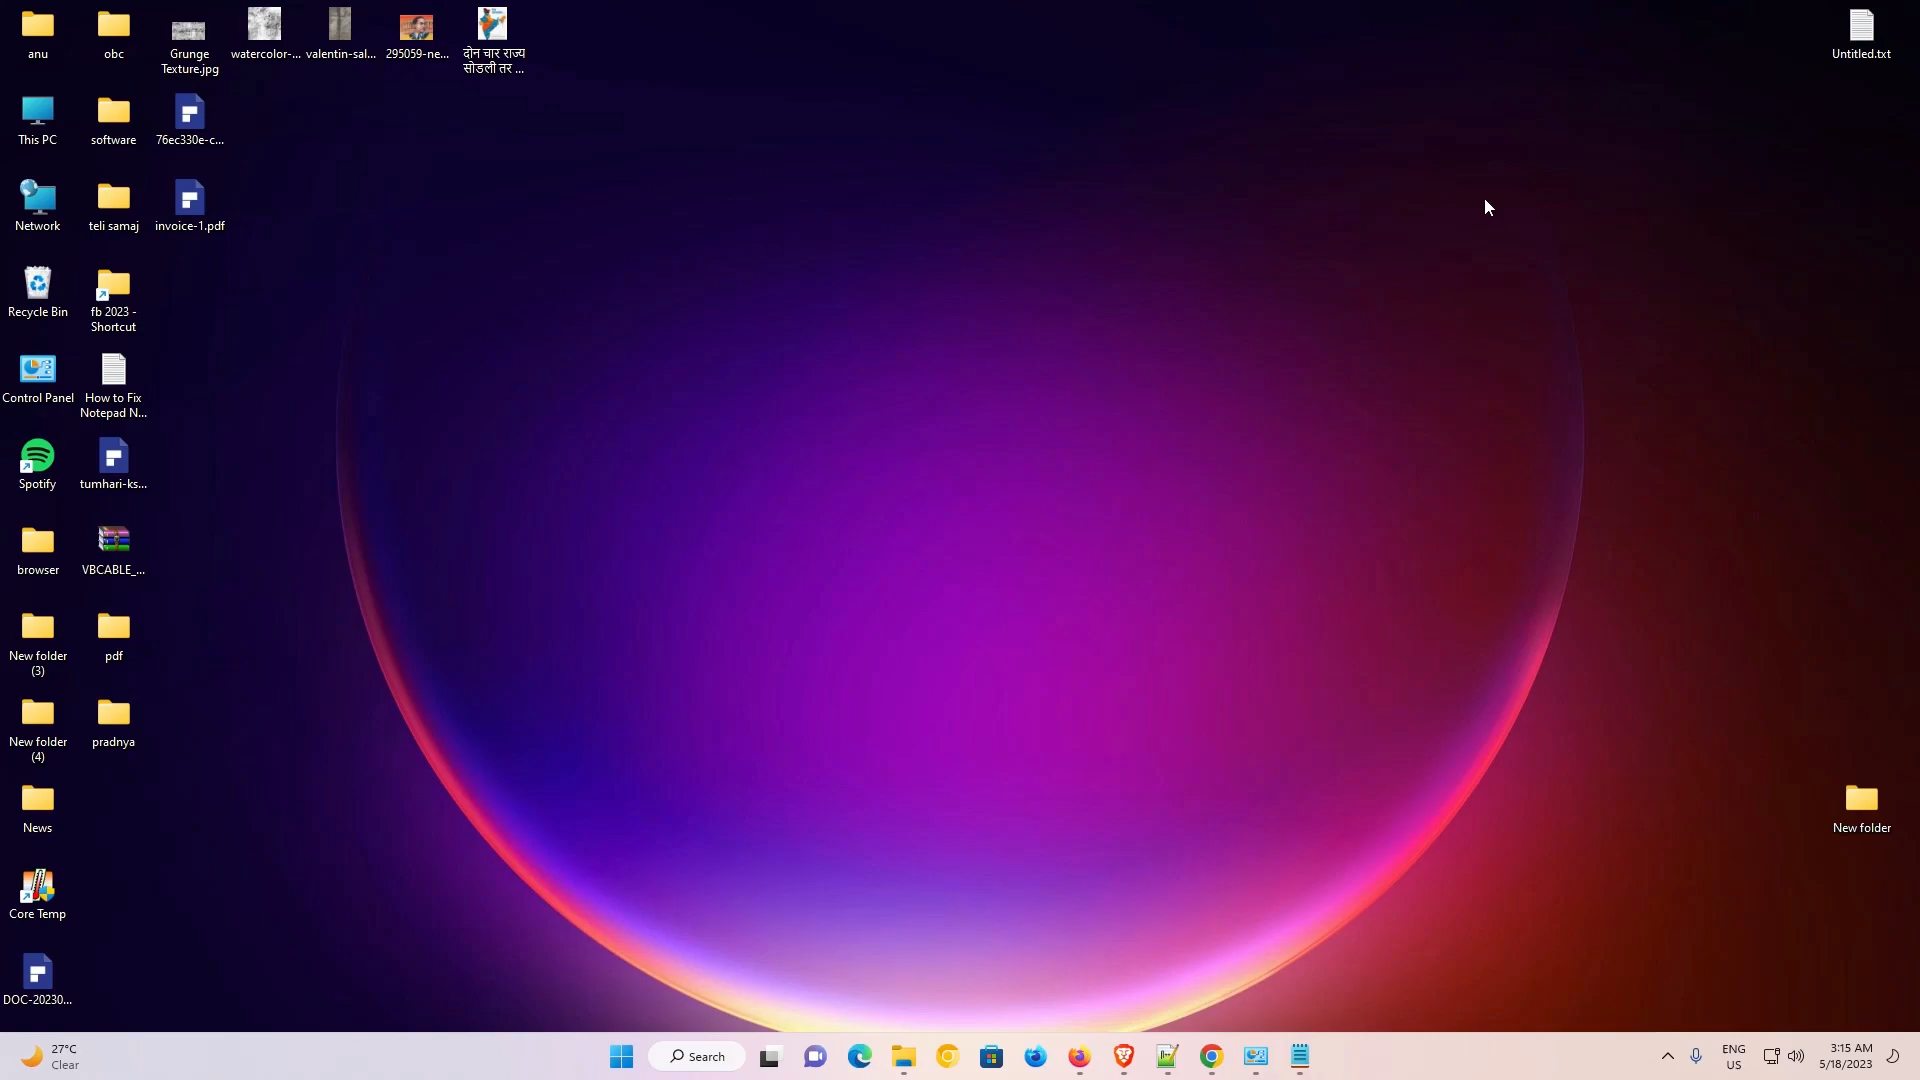 anu
obc
Grunge
Texture.jpg
watercolor-...
valentin-sal...
295059-ne...
दोन चार राज्य
सोडली तर ...
Untitled.txt
This PC
software
76ec330e-c...
Network
teli samaj
invoice-1.pdf
Recycle Bin
fb 2023 -
Shortcut
Control Panel
How to Fix
Notepad N...
Spotify
tumhari-ks...
browser
VBCABLE_...
New folder
(3)
pdf
New folder
(4)
pradnya
News
New folder
Core Temp
DOC-20230...
27°C
Clear
Search
ENG
US
3:15 AM
5/18/2023